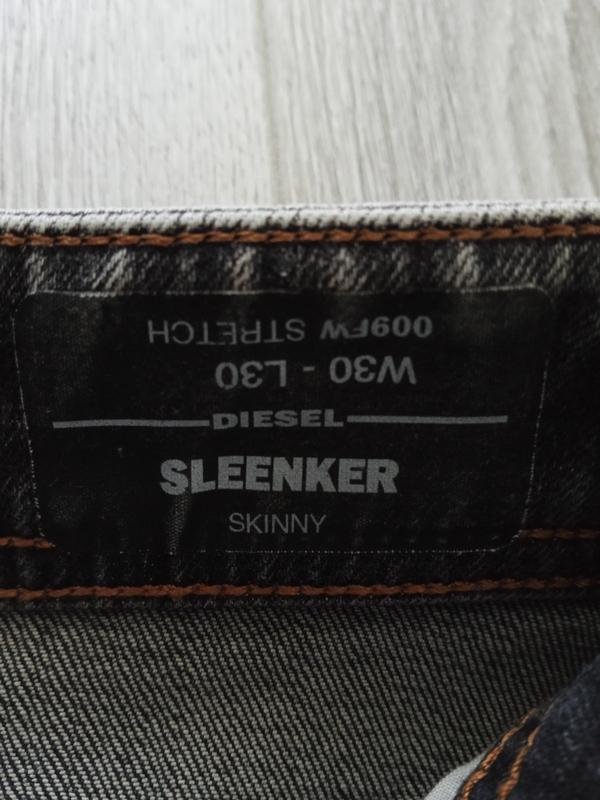 009FW STRETCH
W30 - L30
DIESEL
SLEENKER
SKINNY